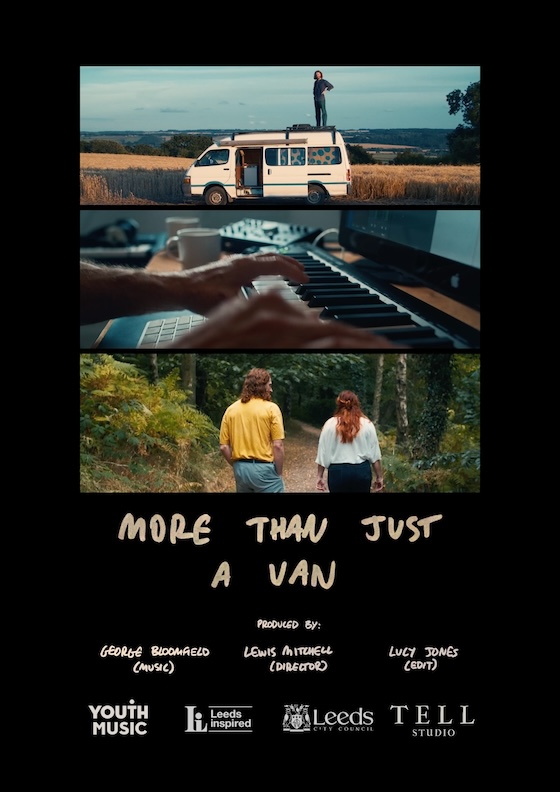 MORE THAN JUST
A VAN
PRODUCED BY:
GEORGE BLOOMFIELD LEWIS MITCHELL LUCY JONES
(MUSIC) (DIRECTOR) (EDIT)
YOUTH MUSIC
Li Leeds inspired
Leeds CITY COUNCIL
TELL STUDIO